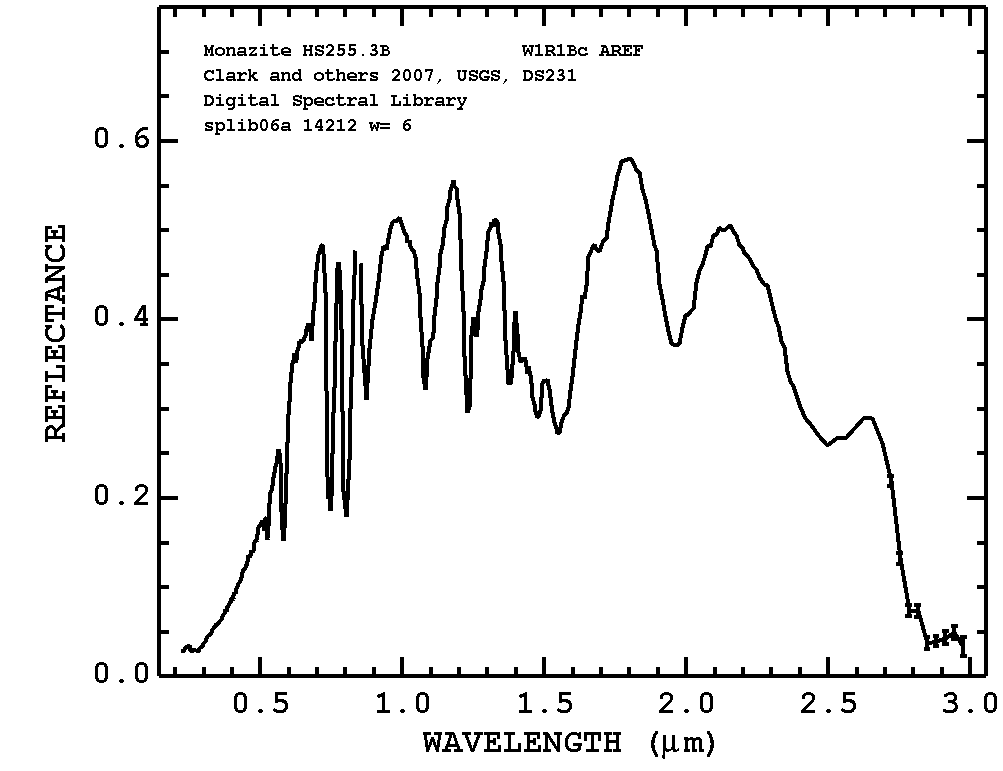 Monazite HS255.3B W1R1Bc AREF
Clark and others 2007, USGS, DS231
Digital Spectral Library
splib06a 14212 w= 6
0.6
0.4
0.2
0.0
REFLECTANCE
0.5 1.0 1.5 2.0 2.5 3.0
WAVELENGTH (μm)